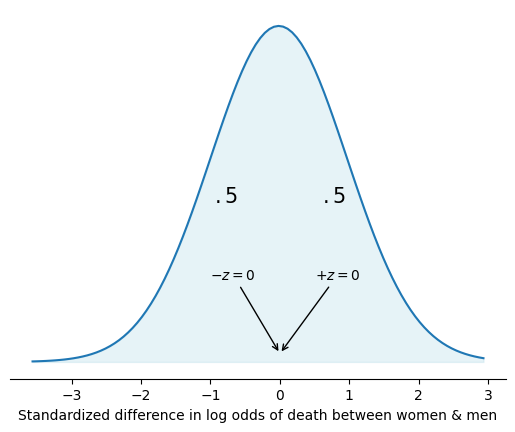 .5 .5
−z = 0 +z = 0
−3 −2 −1 0 1 2 3
Standardized difference in log odds of death between women & men